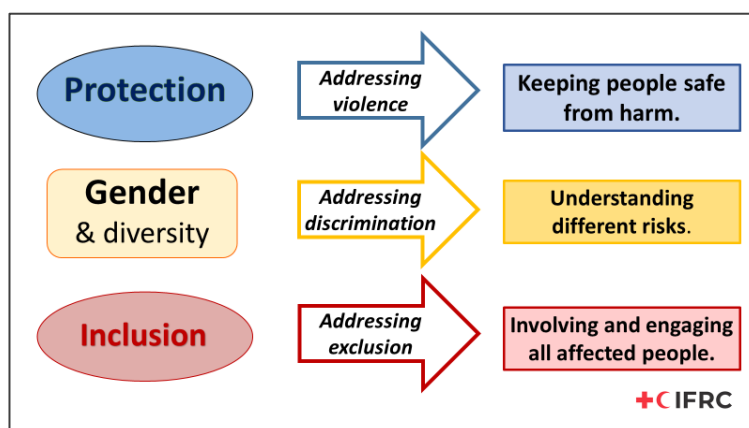 Protection
Addressing
violence
Keeping people safe
from harm.
Gender
& diversity
Addressing
discrimination
Understanding
different risks.
Inclusion
Addressing
exclusion
Involving and engaging
all affected people.
IFRC